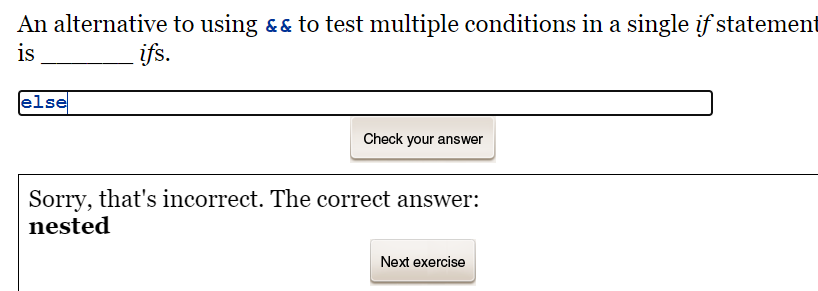 An alternative to using && to test multiple conditions in a single if statement
is ______ ifs.
else
Check your answer
Sorry, that's incorrect. The correct answer:
nested
Next exercise